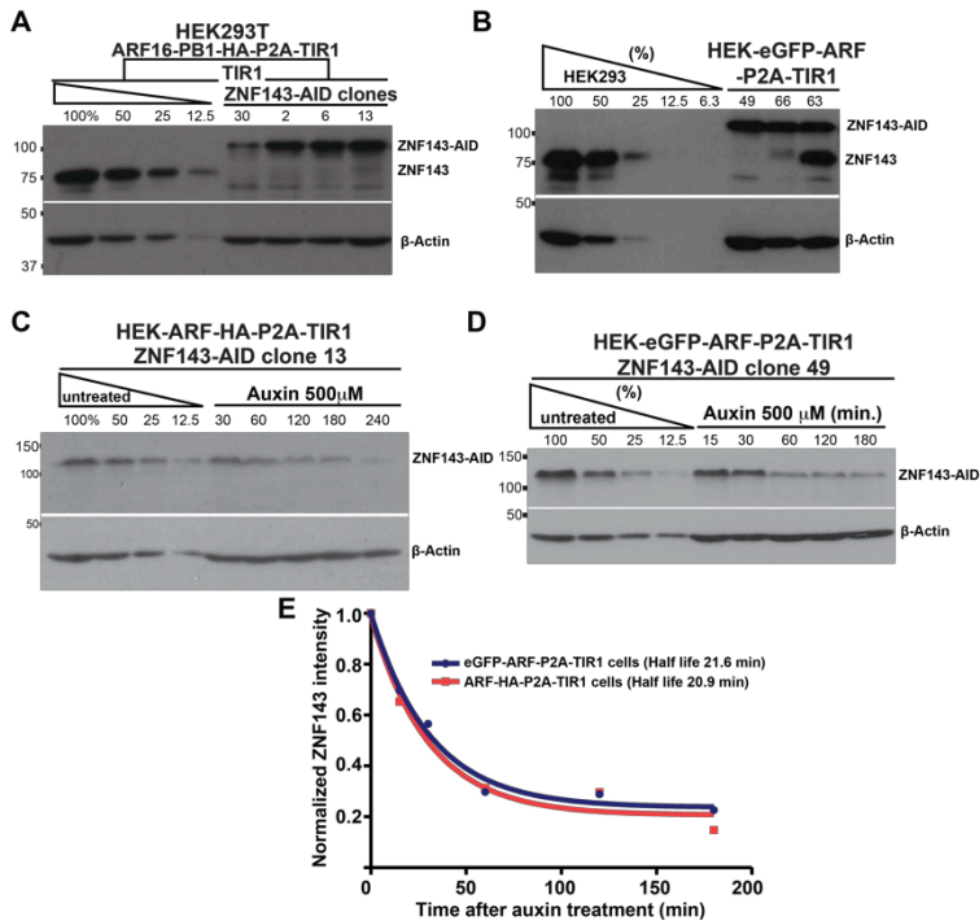 A
HEK293T
ARF16-PB1-HA-P2A-TIR1
TIR1
ZNF143-AID clones
100% 50 25 12.5 30 2 6 13
100
75
50
37
ZNF143-AID
ZNF143
β-Actin
B
(%)
HEK293
HEK-eGFP-ARF
-P2A-TIR1
100 50 25 12.5 6.3 49 66 63
100
75
50
ZNF143-AID
ZNF143
β-Actin
C
HEK-ARF-HA-P2A-TIR1
ZNF143-AID clone 13
untreated
Auxin 500µM
100% 50 25 12.5 30 60 120 180 240
150
100
50
ZNF143-AID
β-Actin
D
HEK-eGFP-ARF-P2A-TIR1
ZNF143-AID clone 49
(%)
untreated
Auxin 500 µM (min.)
100 50 25 12.5 15 30 60 120 180
150
100
50
ZNF143-AID
β-Actin
E
Normalized ZNF143 intensity
1.0
0.8
0.6
0.4
0.2
eGFP-ARF-P2A-TIR1 cells (Half life 21.6 min)
ARF-HA-P2A-TIR1 cells (Half life 20.9 min)
0 50 100 150 200
Time after auxin treatment (min)